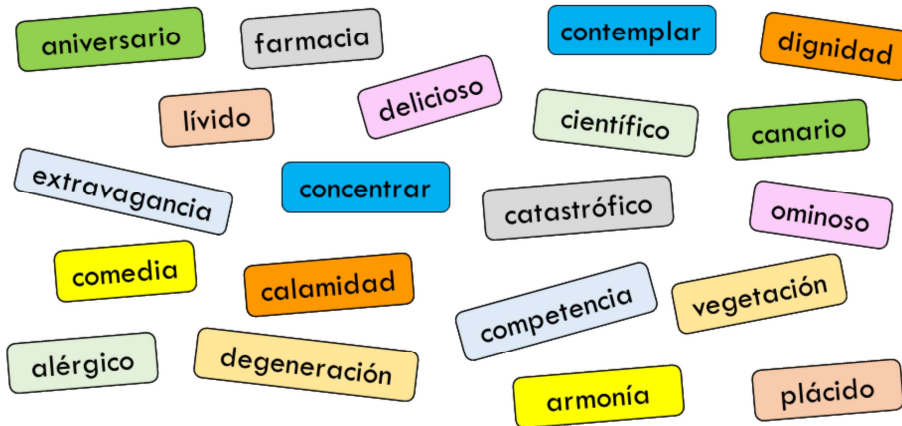 aniversario
farmacia
contemplar
dignidad
lívido
delicioso
científico
canario
extravagancia
concentrar
catastrófico
ominoso
comedia
calamidad
competencia
vegetación
alérgico
degeneración
armonía
plácido